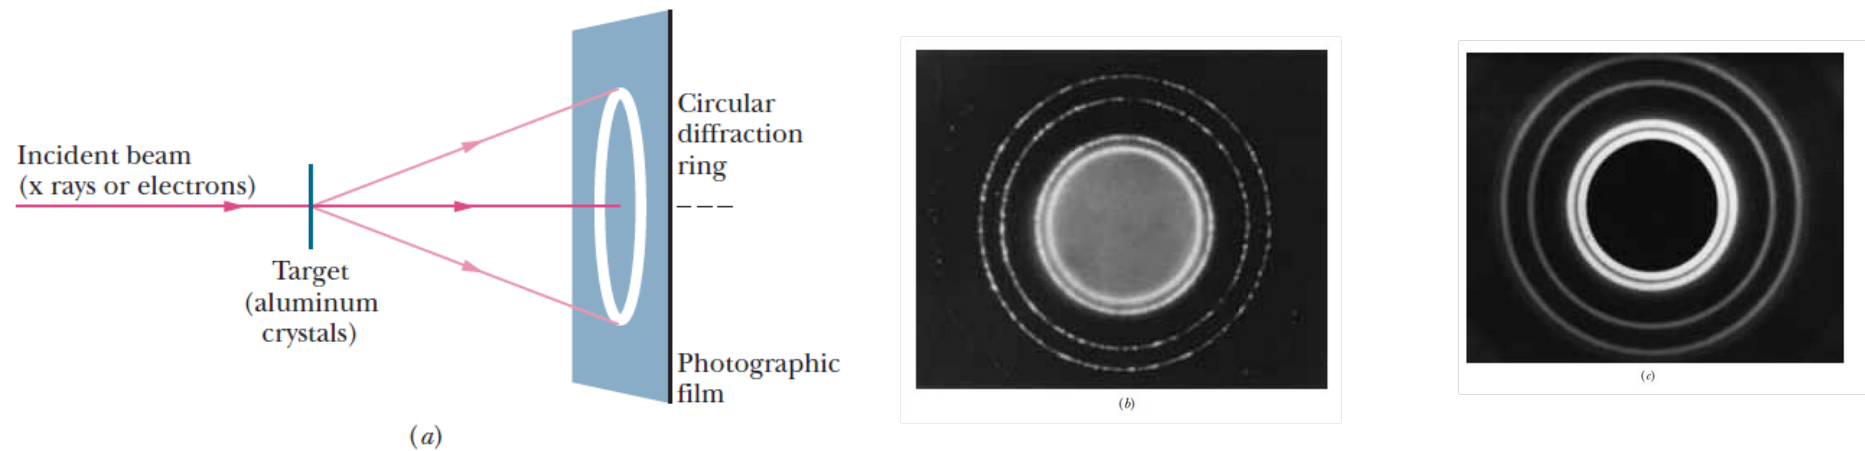 Incident beam
(x rays or electrons)
Target
(aluminum
crystals)
Circular
diffraction
ring
Photographic
film
(a)
(b)
(c)